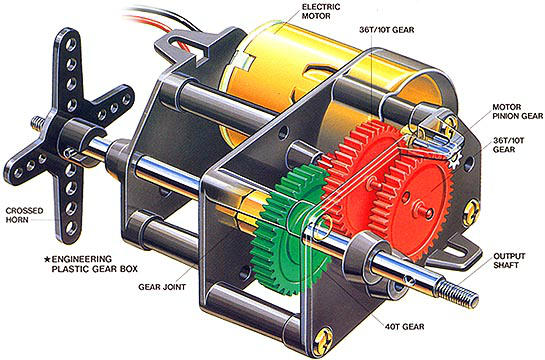 ELECTRIC
MOTOR
36T/10T GEAR
MOTOR
PINION GEAR
36T/10T
GEAR
CROSSED
HORN
★ENGINEERING
PLASTIC GEAR BOX
GEAR JOINT
OUTPUT
SHAFT
40T GEAR